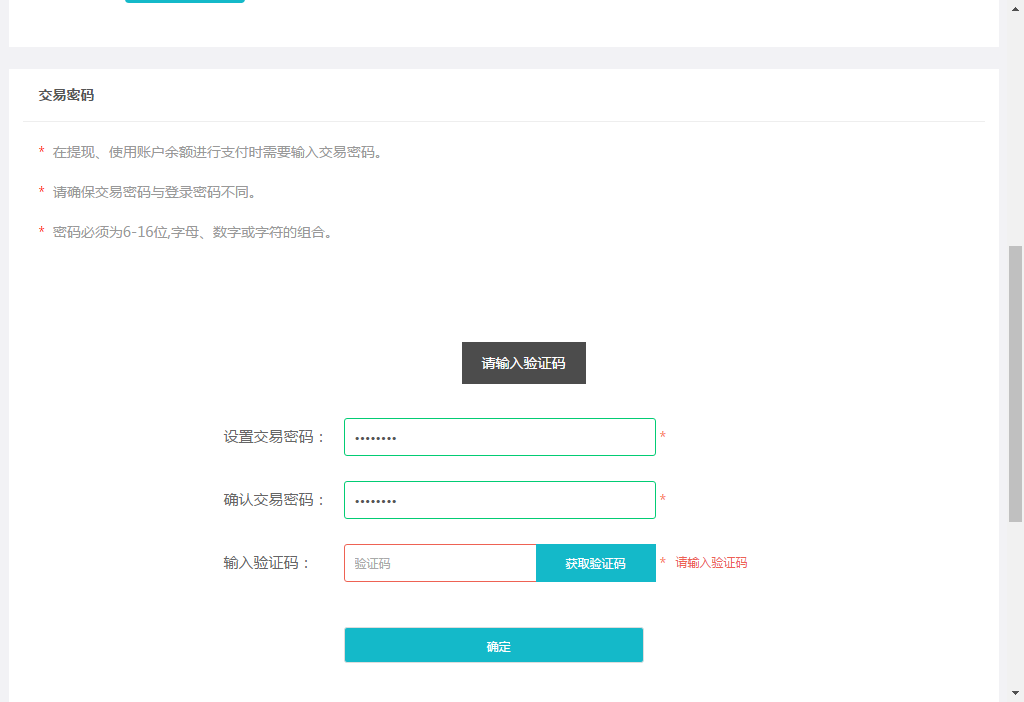 交易密码
* 在提现、使用账户余额进行支付时需要输入交易密码。
* 请确保交易密码与登录密码不同。
* 密码必须为6-16位,字母、数字或字符的组合。
请输入验证码
设置交易密码： •••••••• *
确认交易密码： •••••••• *
输入验证码： 验证码 获取验证码 * 请输入验证码
确定